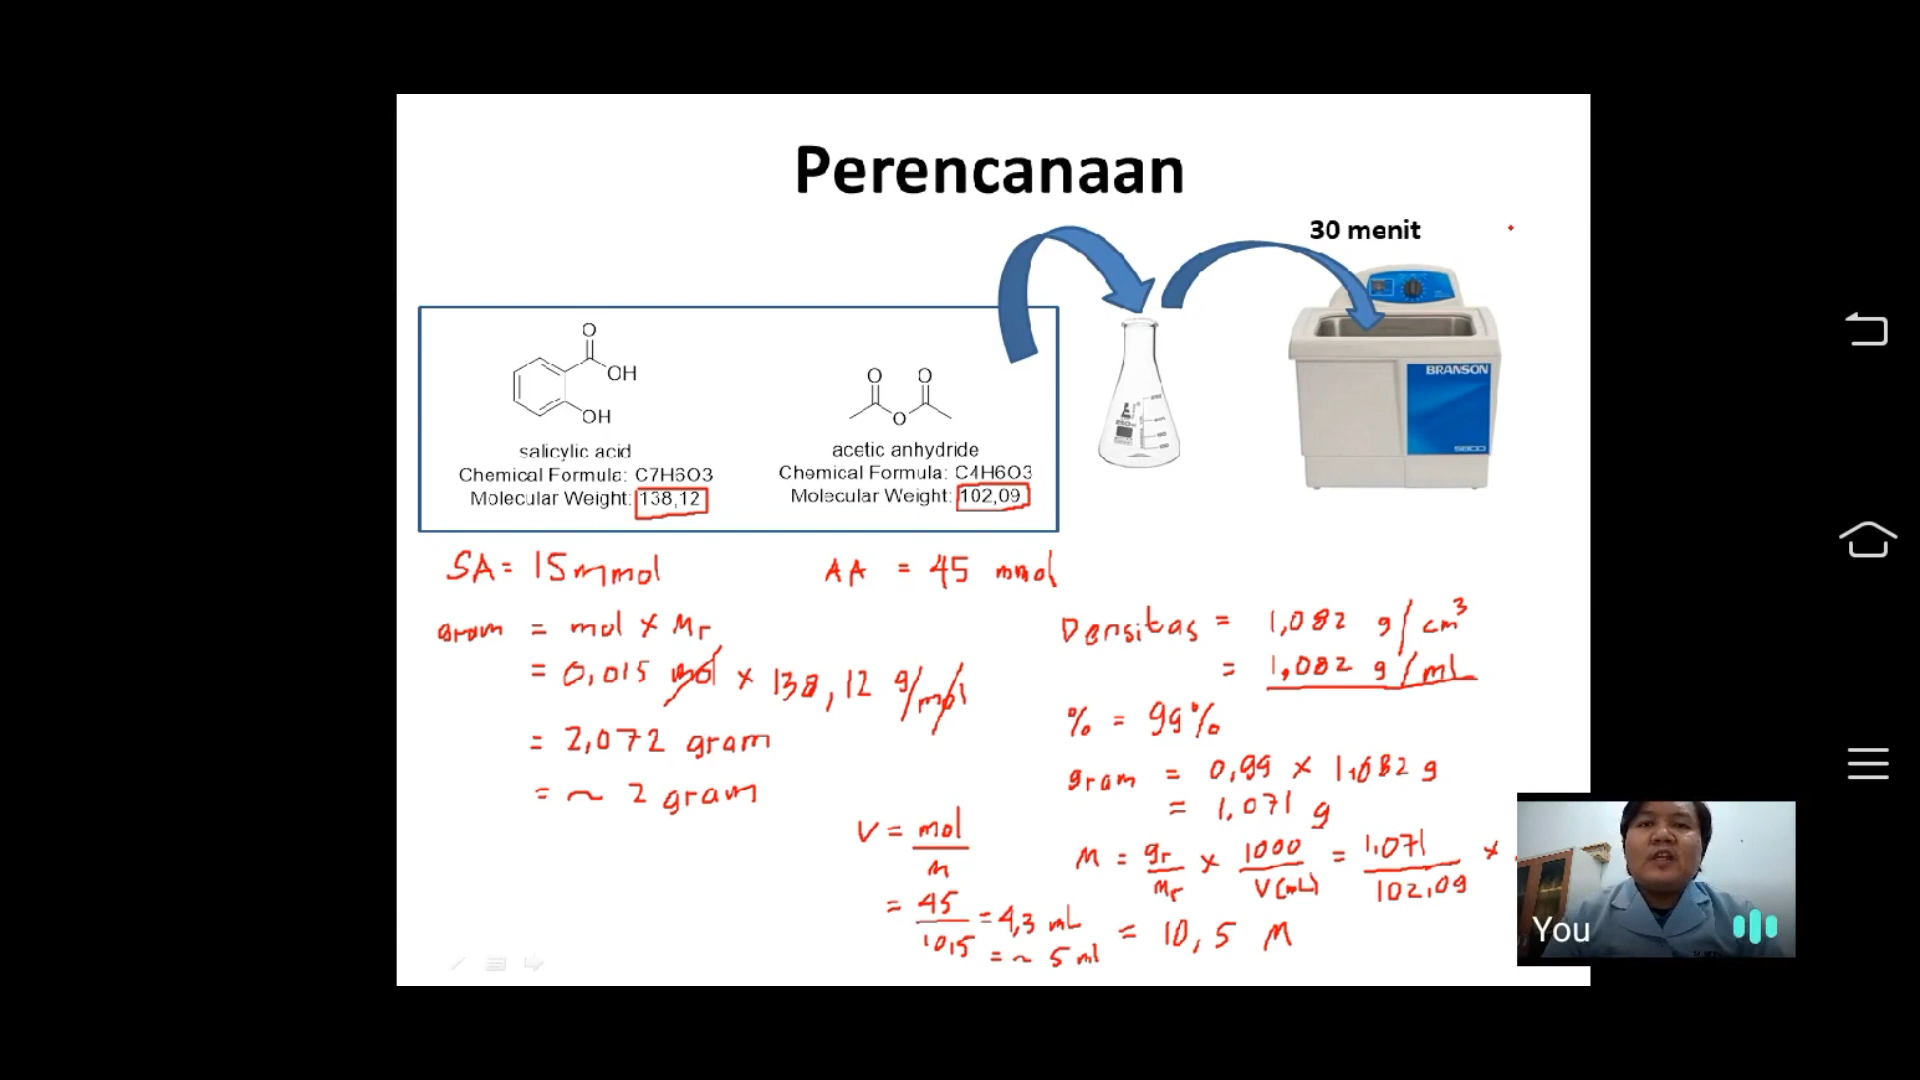 Perencanaan
30 menit
BRANSON
5800
O
OH
OH
salicylic acid
Chemical Formula: C7H6O3
Molecular Weight: 138,12
O O
O
acetic anhydride
Chemical Formula: C4H6O3
Molecular Weight: 102,09
SA = 15 mmol
gram = mol x Mr
= 0,015 mol x 138,12 g/mol
= 2,072 gram
= ~ 2 gram
AA = 45 mmol
Densitas = 1,082 g/cm³
= 1,082 g/mL
% = 99%
gram = 0,99 x 1,082 g
= 1,071 g
M = gr/Mr x 1000/V(mL) = 1,071/102,09 x
= 10,5 M
V = mol/M
= 45/10,5 = 4,3 mL
= ~ 5 ml
You